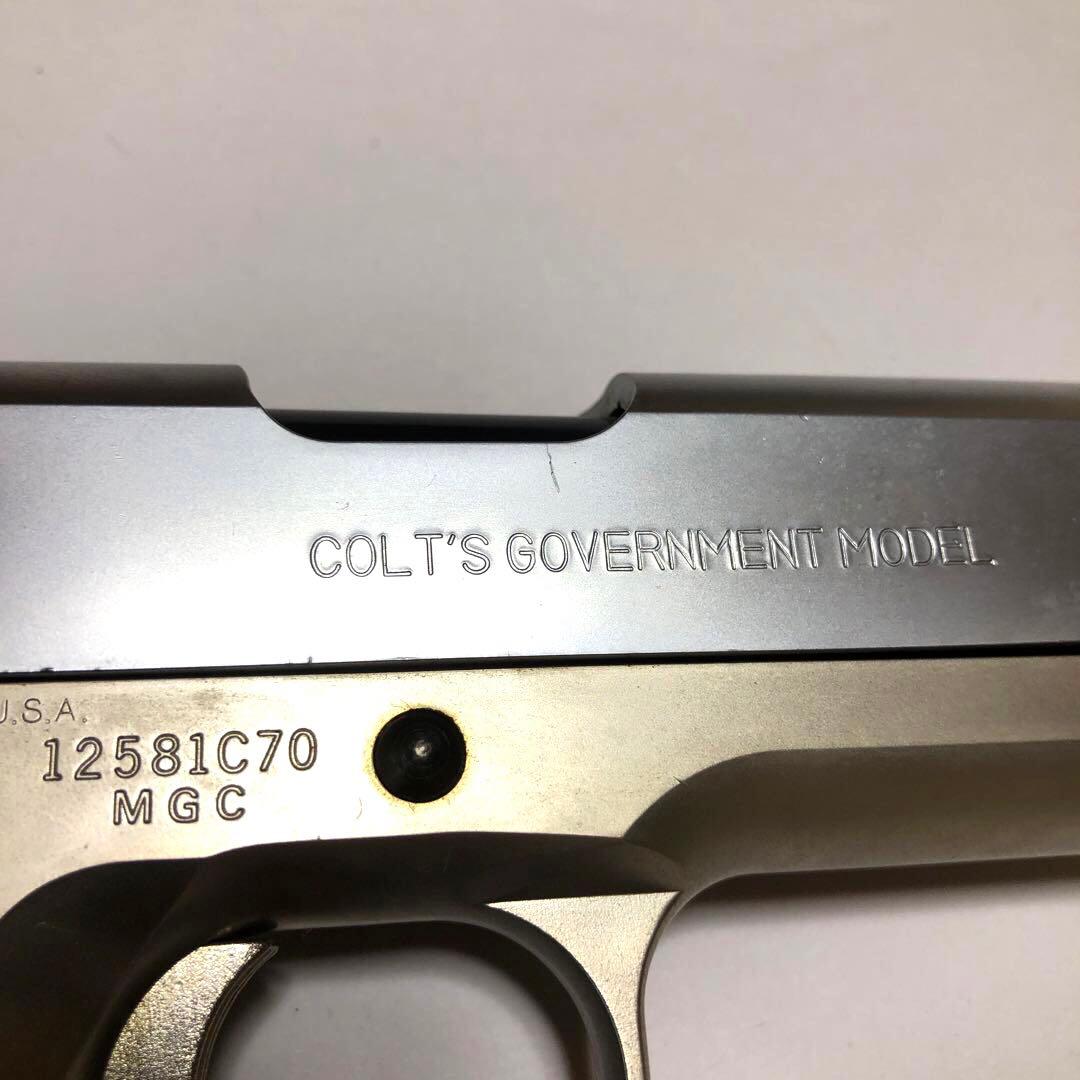 COLT'S GOVERNMENT MODEL
U.S.A.
12581C70
MGC